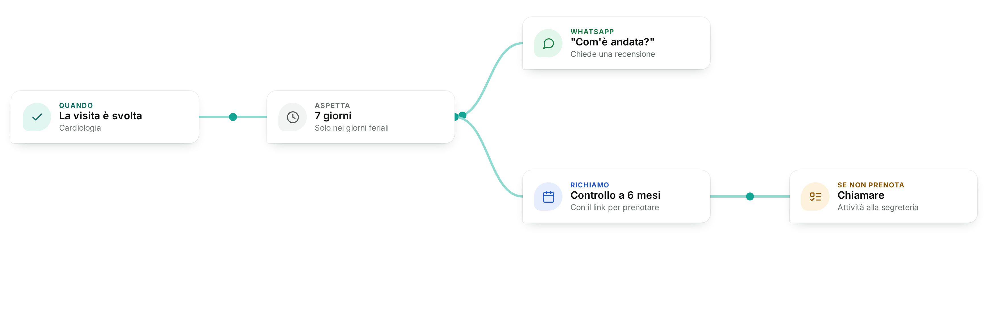 QUANDO
La visita è svolta
Cardiologia
ASPETTA
7 giorni
Solo nei giorni feriali
WHATSAPP
"Com'è andata?"
Chiede una recensione
RICHIAMO
Controllo a 6 mesi
Con il link per prenotare
SE NON PRENOTA
Chiamare
Attività alla segreteria